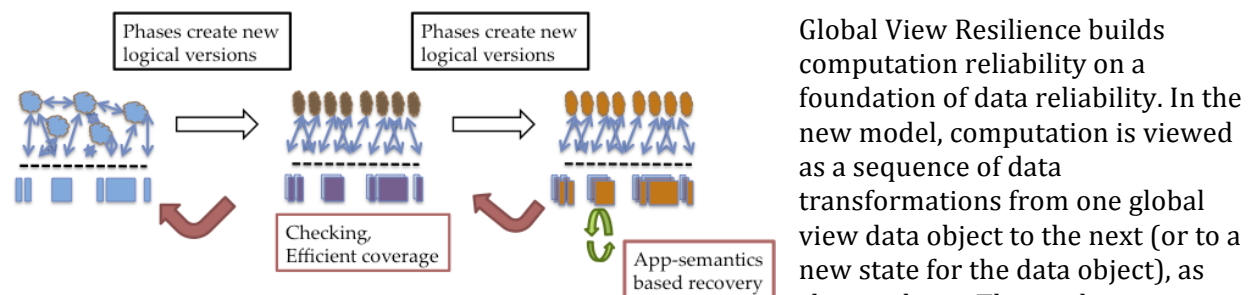 Phases create new
logical versions
Phases create new
logical versions
Checking,
Efficient coverage
App-semantics
based recovery
Global View Resilience builds
computation reliability on a
foundation of data reliability. In the
new model, computation is viewed
as a sequence of data
transformations from one global
view data object to the next (or to a
new state for the data object), as